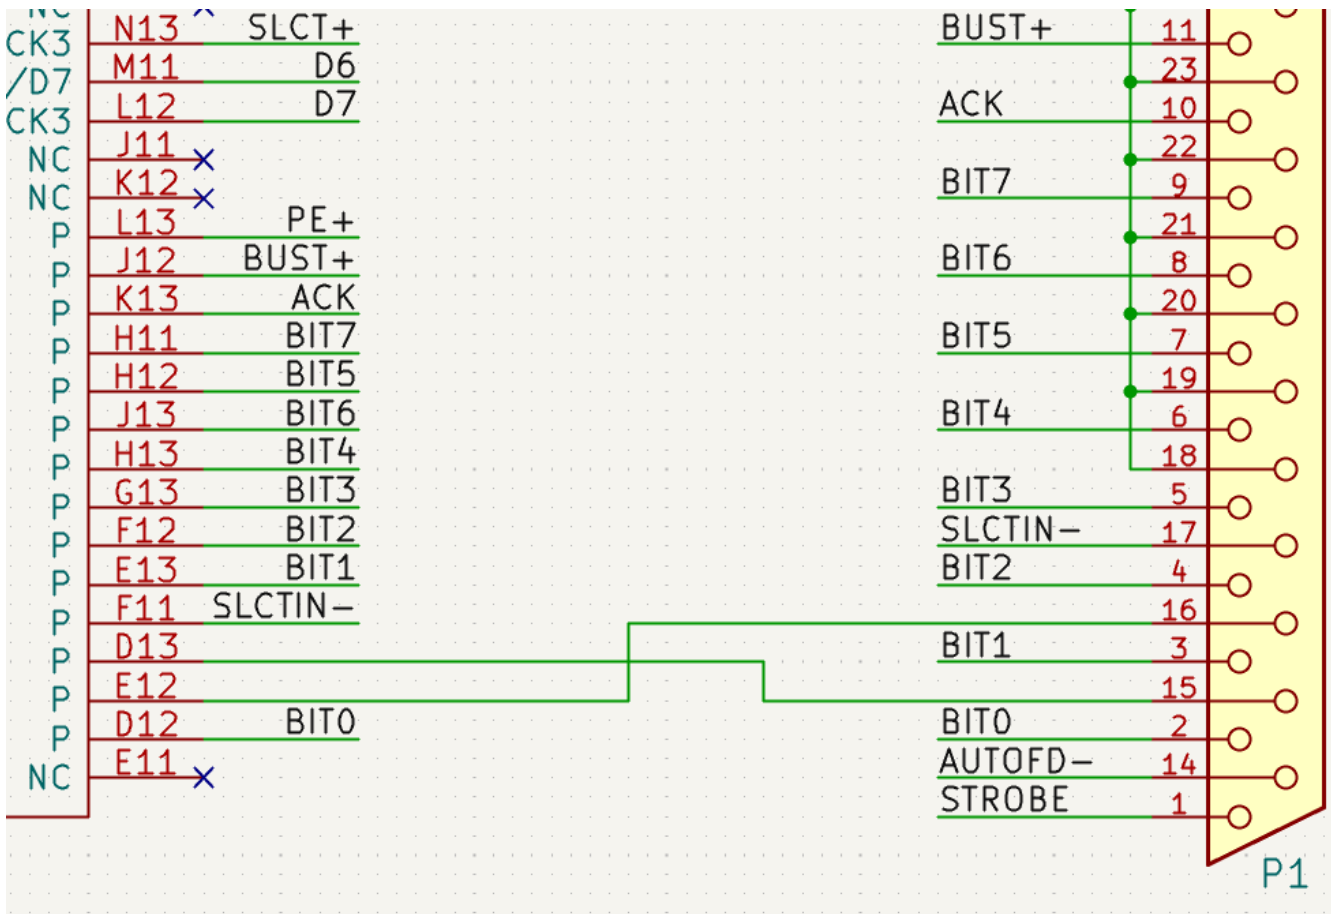 NC
N13 SLCT+ BUST+ 11
CK3
M11 D6 23
/D7
L12 D7 ACK 10
CK3
J11 22
NC
K12 BIT7 9
NC
L13 PE+ 21
P
J12 BUST+ BIT6 8
P
K13 ACK 20
P
H11 BIT7 BIT5 7
P
H12 BIT5 19
P
J13 BIT6 BIT4 6
P
H13 BIT4 18
P
G13 BIT3 BIT3 5
P
F12 BIT2 SLCTIN- 17
P
E13 BIT1 BIT2 4
P
F11 SLCTIN- 16
P
D13 BIT1 3
P
E12 15
P
D12 BIT0 BIT0 2
P
E11 AUTOFD- 14
NC
STROBE 1
P1